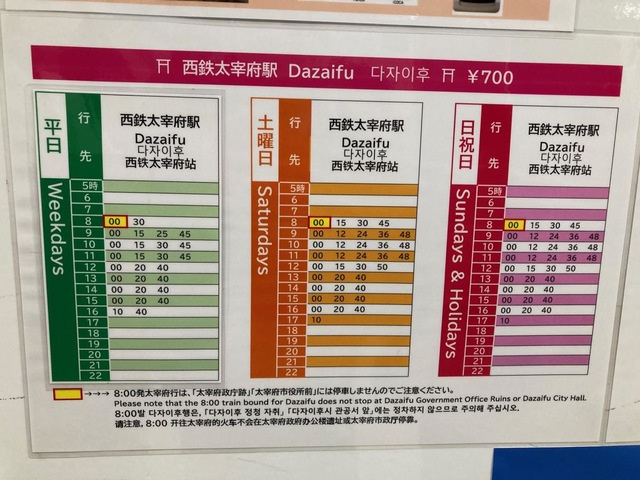 ⛩ 西鉄太宰府駅 Dazaifu 다자이후 ⛩ ¥700
平日 Weekdays
行先
西鉄太宰府駅
Dazaifu
다자이후
西铁太宰府站
5時
6
7
8 00 30
9 00 15 25 45
10 00 15 30 45
11 00 15 30 45
12 00 20 40
13 00 20 40
14 00 20 40
15 00 20 40
16 10 40
17
18
19
20
21
22
土曜日 Saturdays
行先
西鉄太宰府駅
Dazaifu
다자이후
西铁太宰府站
5時
6
7
8 00 15 30 45
9 00 12 24 36 48
10 00 12 24 36 48
11 00 12 24 36 48
12 00 15 30 50
13 00 20 40
14 00 20 40
15 00 20 40
16 00 20 40
17 10
18
19
20
21
22
日祝日 Sundays & Holidays
行先
西鉄太宰府駅
Dazaifu
다자이후
西铁太宰府站
5時
6
7
8 00 15 30 45
9 00 12 24 36 48
10 00 12 24 36 48
11 00 12 24 36 48
12 00 15 30 50
13 00 20 40
14 00 20 40
15 00 20 40
16 00 20 40
17 10
18
19
20
21
22
→→→ 8:00発太宰府行は、「太宰府政庁跡」「太宰府市役所前」には停車しませんのでご注意ください。
Please note that the 8:00 train bound for Dazaifu does not stop at Dazaifu Government Office Ruins or Dazaifu City Hall.
8:00발 다자이후행은, 「다자이후 정청 자취」 「다자이후시 관공서 앞」에는 정차하지 않으므로 주의해 주십시오.
请注意，8:00 开往太宰府的火车不会在太宰府政府办公楼遗址或太宰府市政厅停靠。